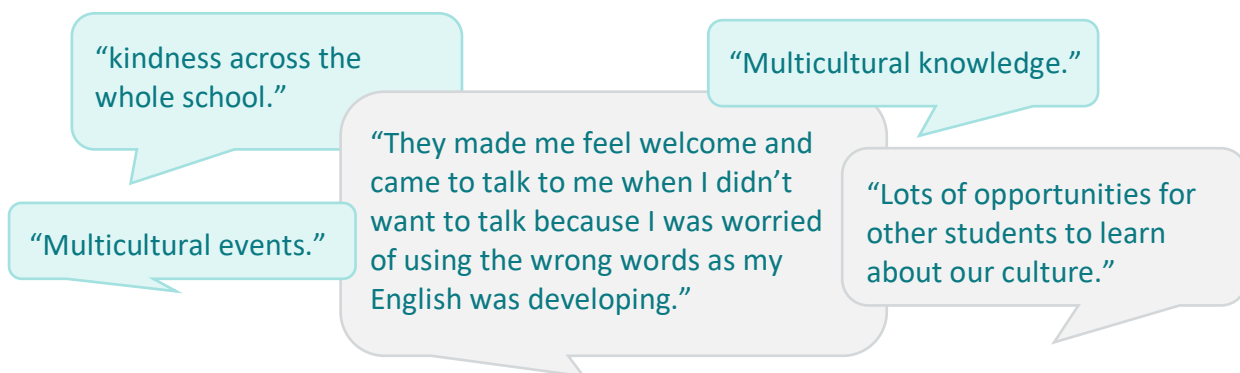 “kindness across the
whole school.”
“Multicultural knowledge.”
“They made me feel welcome and
came to talk to me when I didn’t
want to talk because I was worried
of using the wrong words as my
English was developing.”
“Lots of opportunities for
other students to learn
about our culture.”
“Multicultural events.”